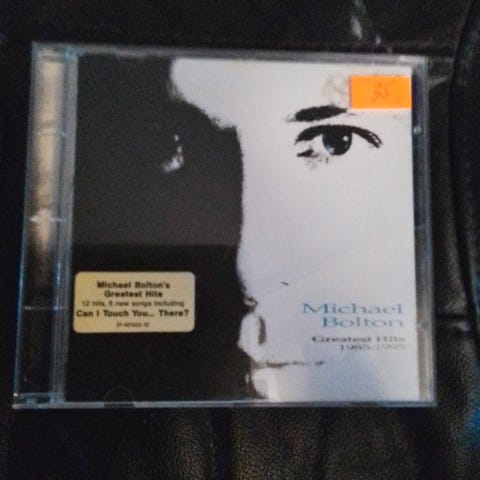 35
Michael Bolton's
Greatest Hits
12 hits, 5 new songs including
Can I Touch You... There?
Michael
Bolton
Greatest Hits
1985-1995